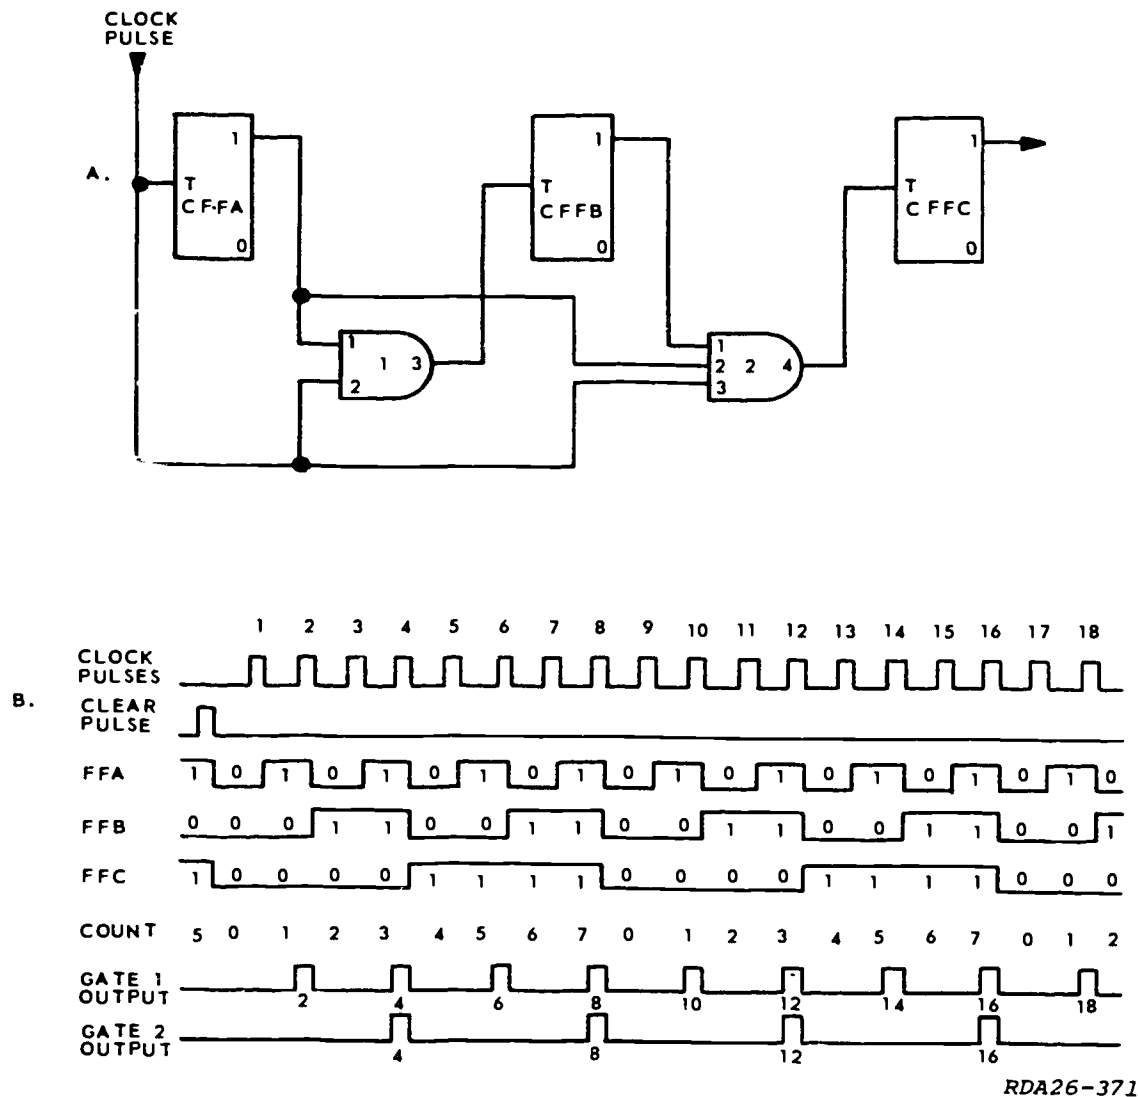 CLOCK
PULSE
A.
1
T
CF·FA
0
1
T
CFFB
0
1
T
CFFC
0
1
1 3
2
1
2 2 4
3
1 2 3 4 5 6 7 8 9 10 11 12 13 14 15 16 17 18
CLOCK
PULSES
B.
CLEAR
PULSE
FFA 1 0 1 0 1 0 1 0 1 0 1 0 1 0 1 0 1 0 1 0
FFB 0 0 0 1 1 0 0 1 1 0 0 1 1 0 0 1 1 0 0 1
FFC 1 0 0 0 0 1 1 1 1 0 0 0 0 1 1 1 1 0 0 0
COUNT 5 0 1 2 3 4 5 6 7 0 1 2 3 4 5 6 7 0 1 2
GATE 1
OUTPUT 2 4 6 8 10 12 14 16 18
GATE 2
OUTPUT 4 8 12 16
RDA26-371